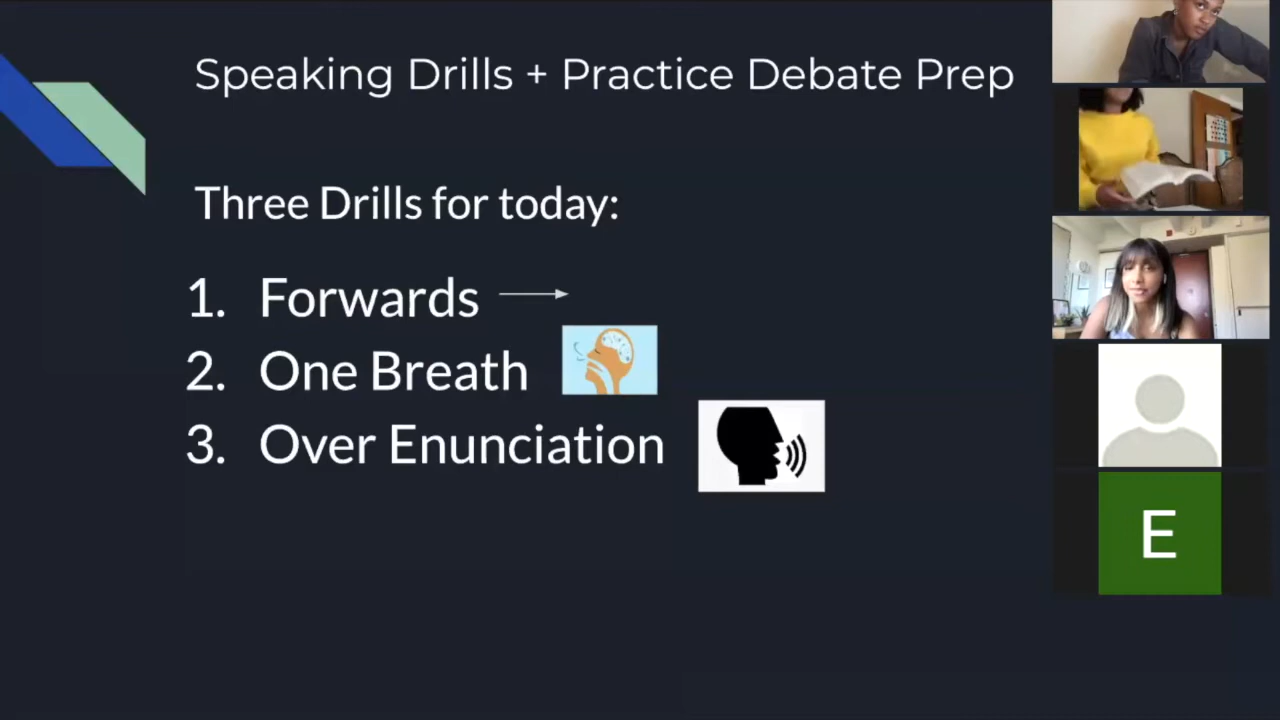 Speaking Drills + Practice Debate Prep
Three Drills for today:
1. Forwards
2. One Breath
3. Over Enunciation
E